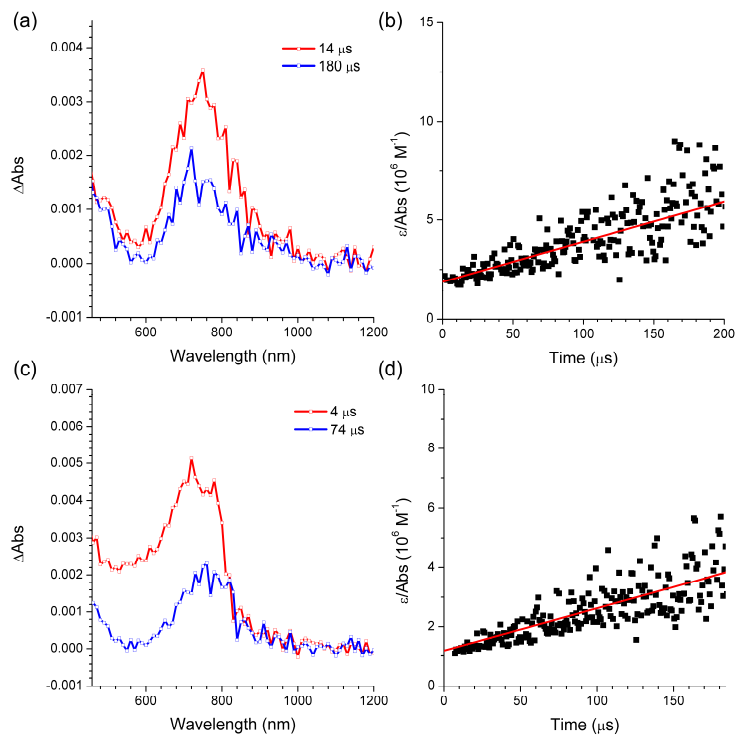 (a)
0.004
0.003
0.002
0.001
0.000
-0.001
ΔAbs
14 μs
180 μs
600 800 1000 1200
Wavelength (nm)
(b)
15
10
5
0
ε/Abs (10⁶ M⁻¹)
0 50 100 150 200
Time (μs)
(c)
0.007
0.006
0.005
0.004
0.003
0.002
0.001
0.000
-0.001
ΔAbs
4 μs
74 μs
600 800 1000 1200
Wavelength (nm)
(d)
10
8
6
4
2
0
ε/Abs (10⁶ M⁻¹)
0 50 100 150
Time (μs)